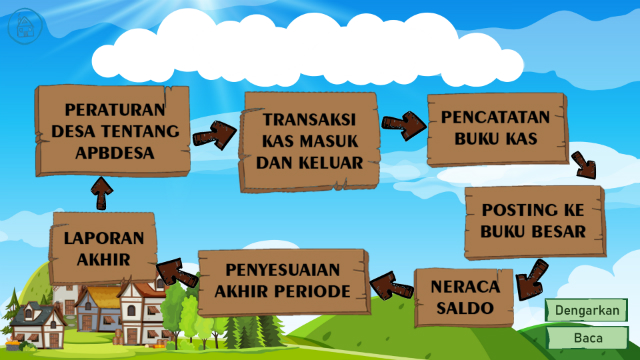 PERATURAN
DESA TENTANG
APBDESA
TRANSAKSI
KAS MASUK
DAN KELUAR
PENCATATAN
BUKU KAS
POSTING KE
BUKU BESAR
NERACA
SALDO
PENYESUAIAN
AKHIR PERIODE
LAPORAN
AKHIR
Dengarkan
Baca